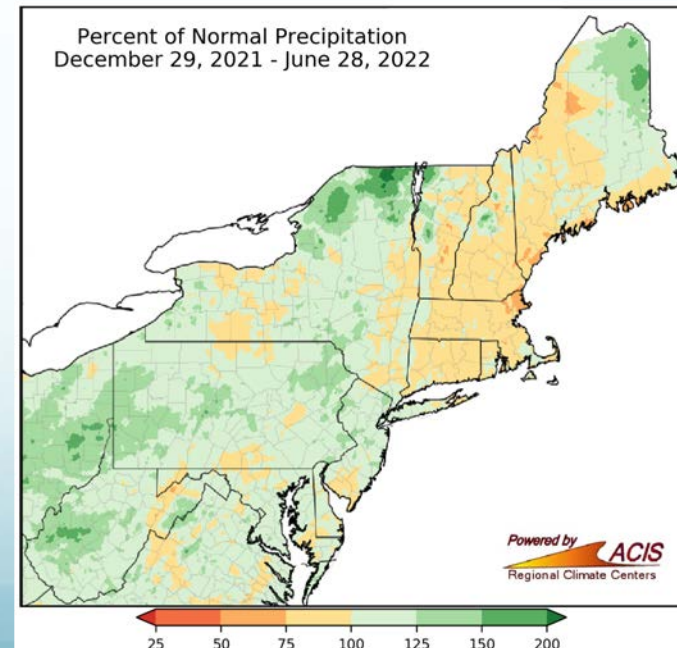 Percent of Normal Precipitation
December 29, 2021 - June 28, 2022
Powered by
ACIS
Regional Climate Centers
25 50 75 100 125 150 200